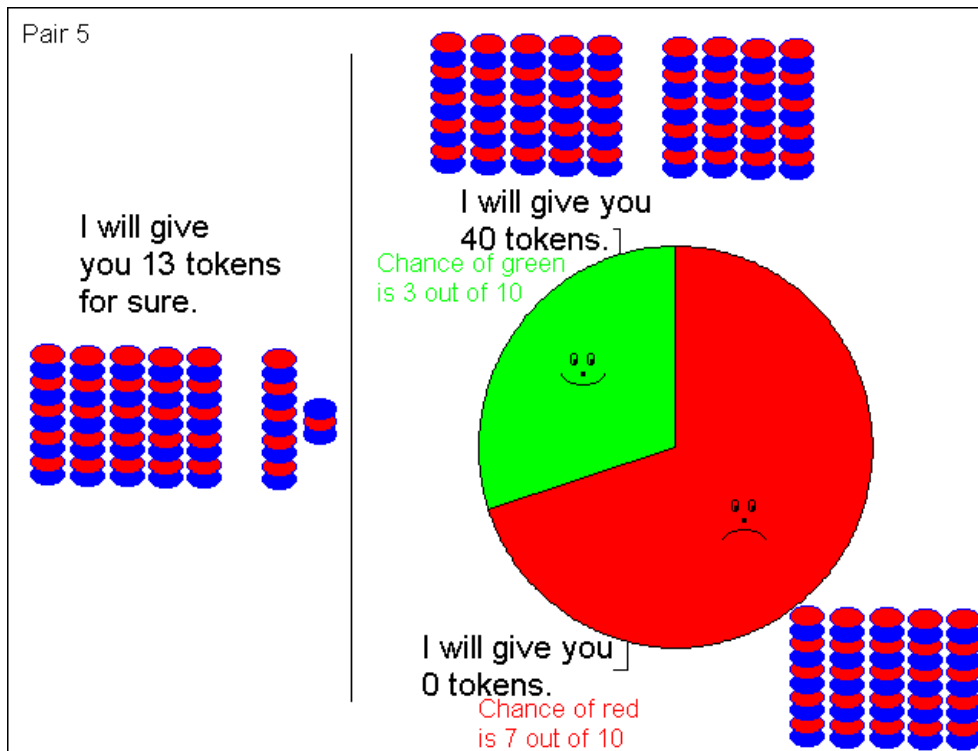 Pair 5
I will give
you 13 tokens
for sure.
I will give you
40 tokens.
Chance of green
is 3 out of 10
I will give you
0 tokens.
Chance of red
is 7 out of 10